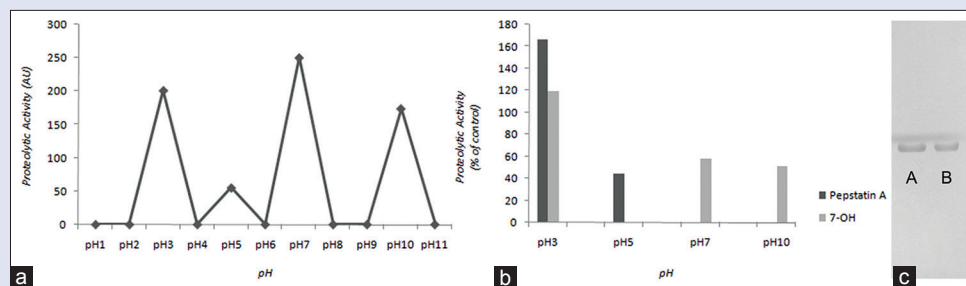 300
250
200
150
100
50
0
Proteolytic Activity (AU)
pH1 pH2 pH3 pH4 pH5 pH6 pH7 pH8 pH9 pH10 pH11
pH
a
180
160
140
120
100
80
60
40
20
0
Proteolytic Activity
(% of control)
pH3 pH5 pH7 pH10
pH
Pepstatin A
7-OH
b
A B
c